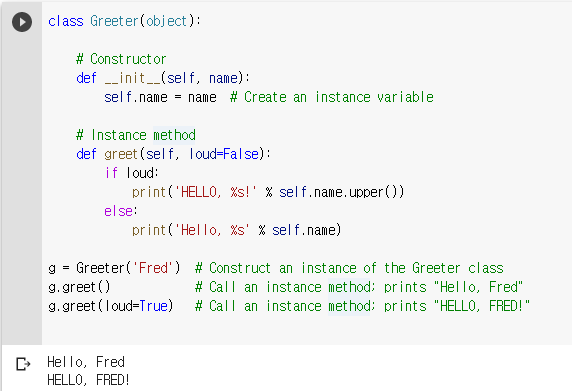 class Greeter(object):
# Constructor
def __init__(self, name):
self.name = name  # Create an instance variable
# Instance method
def greet(self, loud=False):
if loud:
print('HELLO, %s!' % self.name.upper())
else:
print('Hello, %s' % self.name)
g = Greeter('Fred')  # Construct an instance of the Greeter class
g.greet()            # Call an instance method; prints "Hello, Fred"
g.greet(loud=True)   # Call an instance method; prints "HELLO, FRED!"
Hello, Fred
HELLO, FRED!